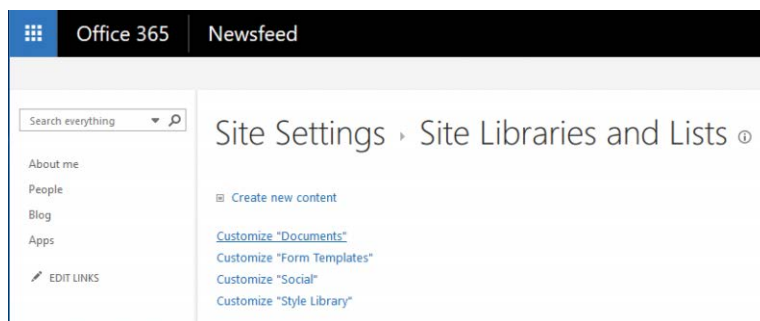 Office 365 Newsfeed
Search everything
Site Settings Site Libraries and Lists
About me
People
Blog
Apps
EDIT LINKS
Create new content
Customize "Documents"
Customize "Form Templates"
Customize "Social"
Customize "Style Library"